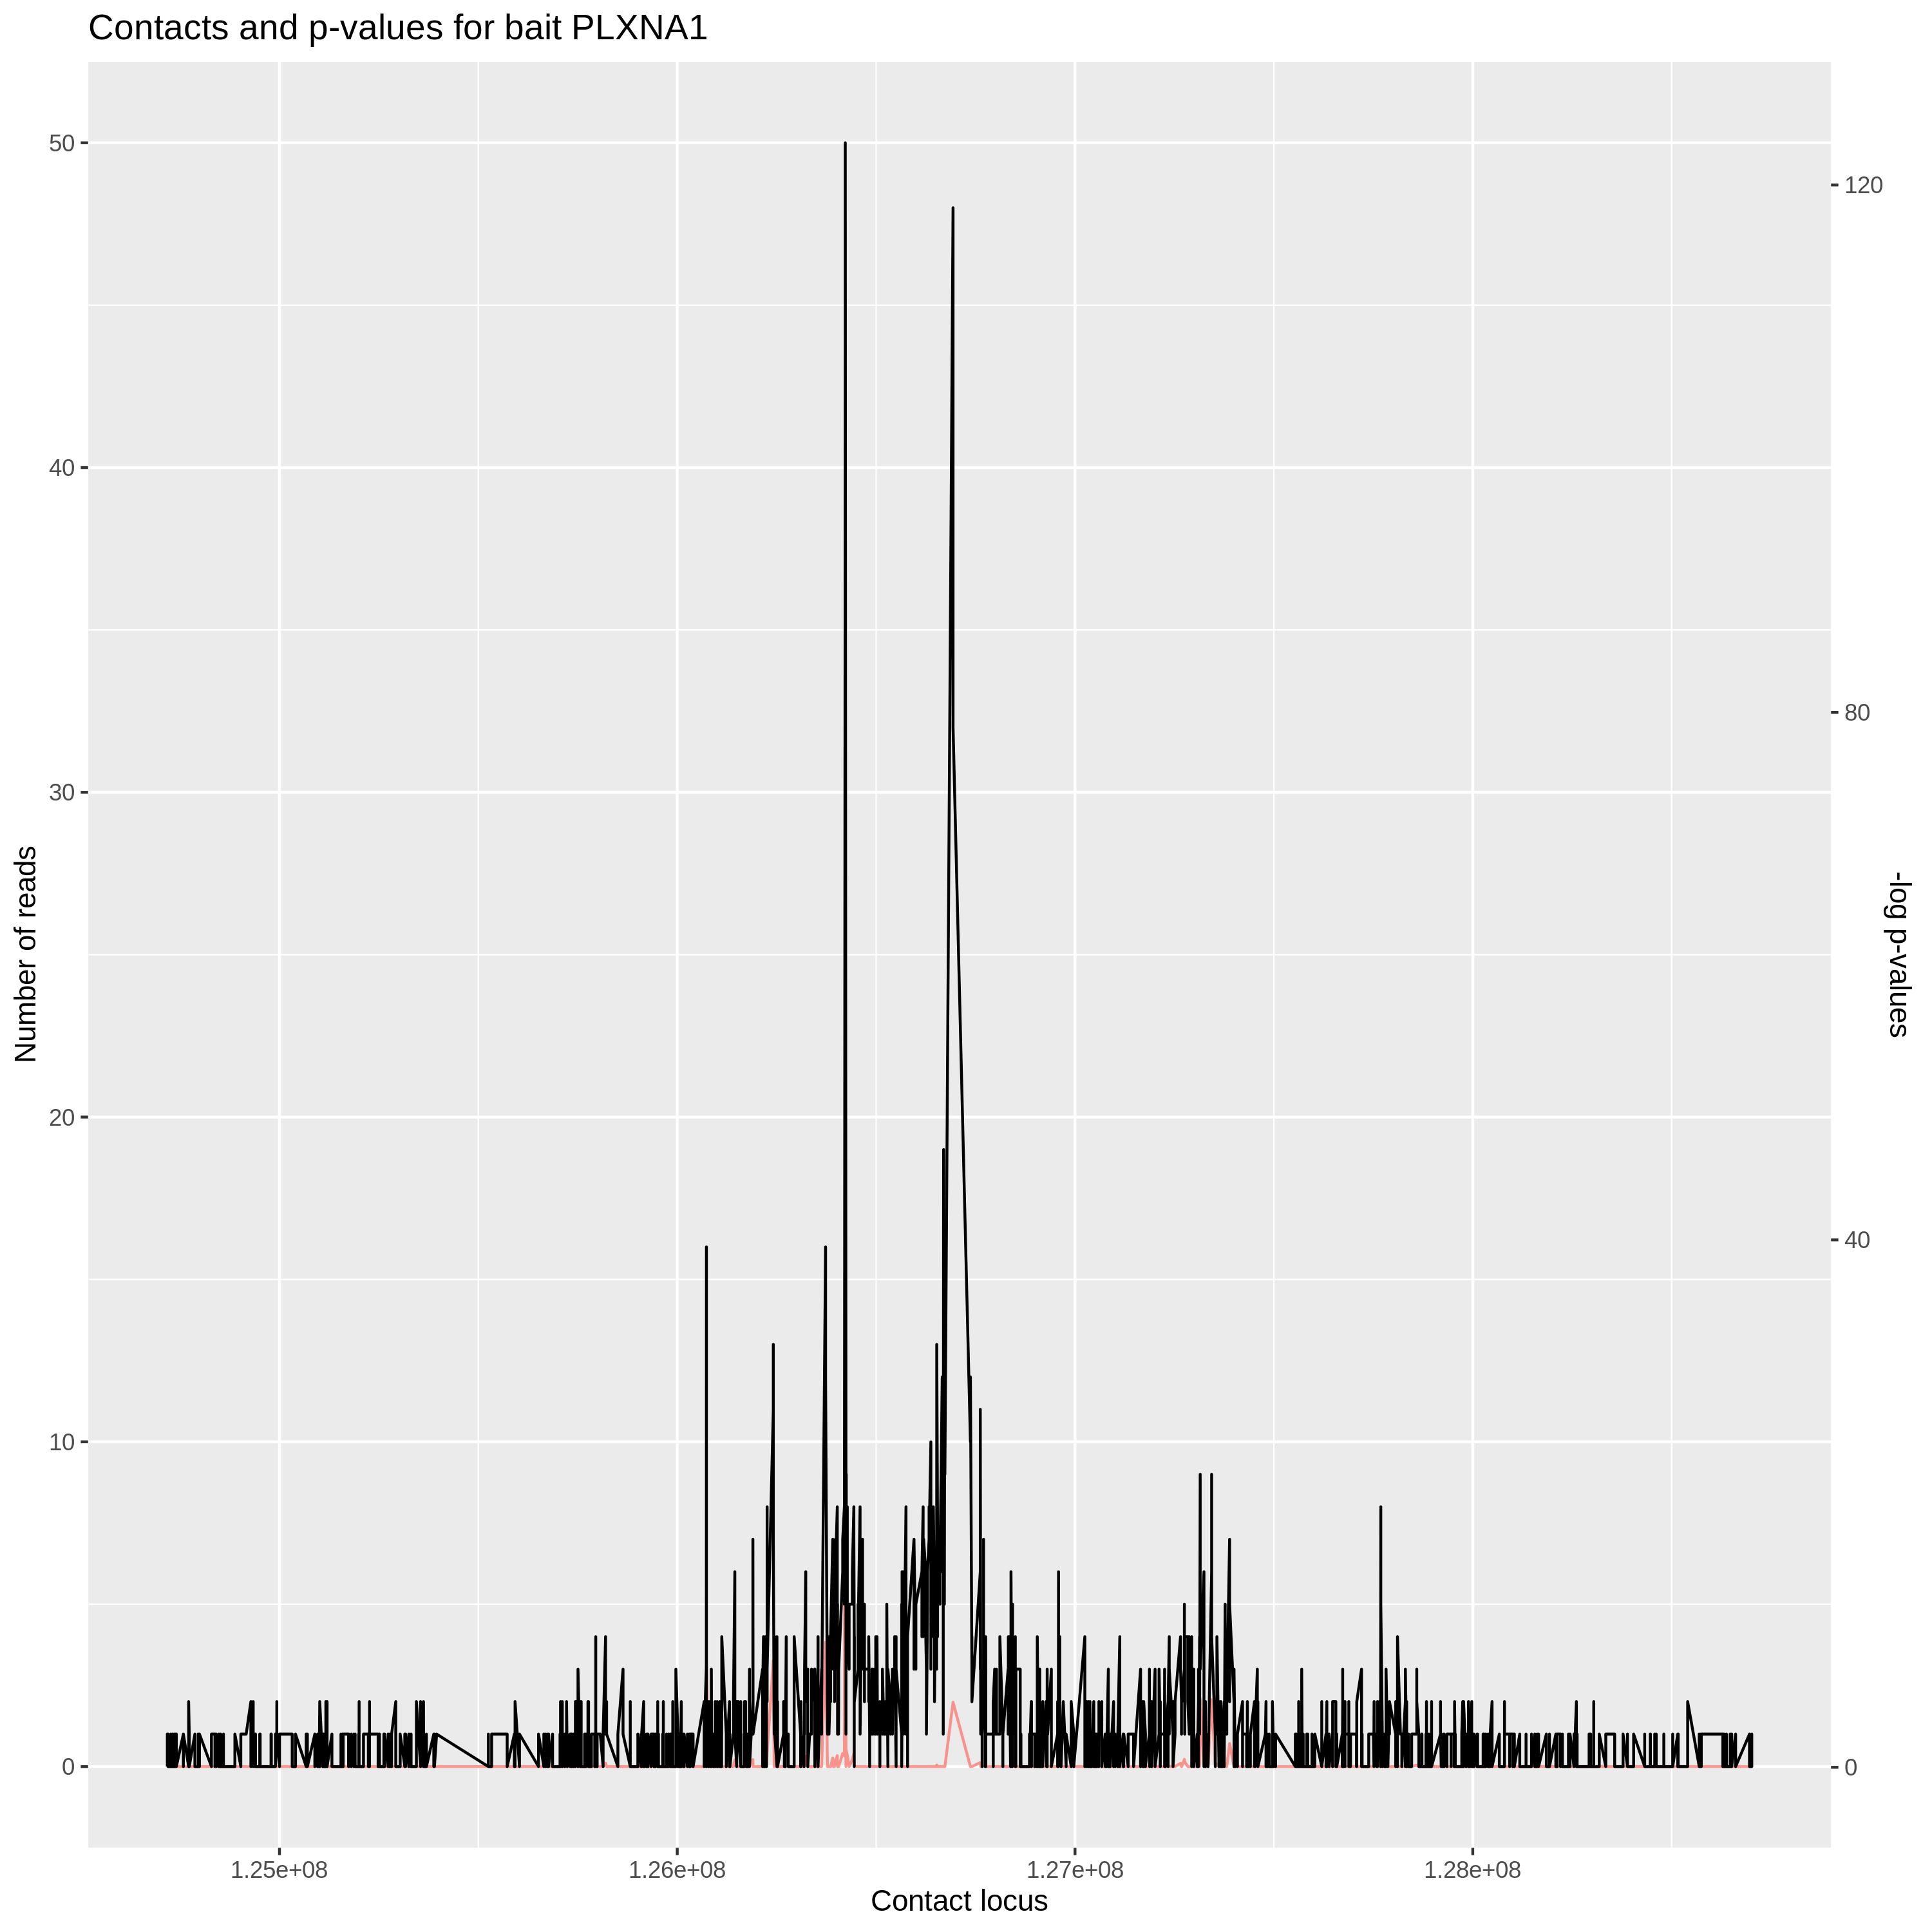 Contacts and p-values for bait PLXNA1
50
40
30
20
10
0
Number of reads
120
80
40
0
-log p-values
1.25e+08
1.26e+08
1.27e+08
1.28e+08
Contact locus